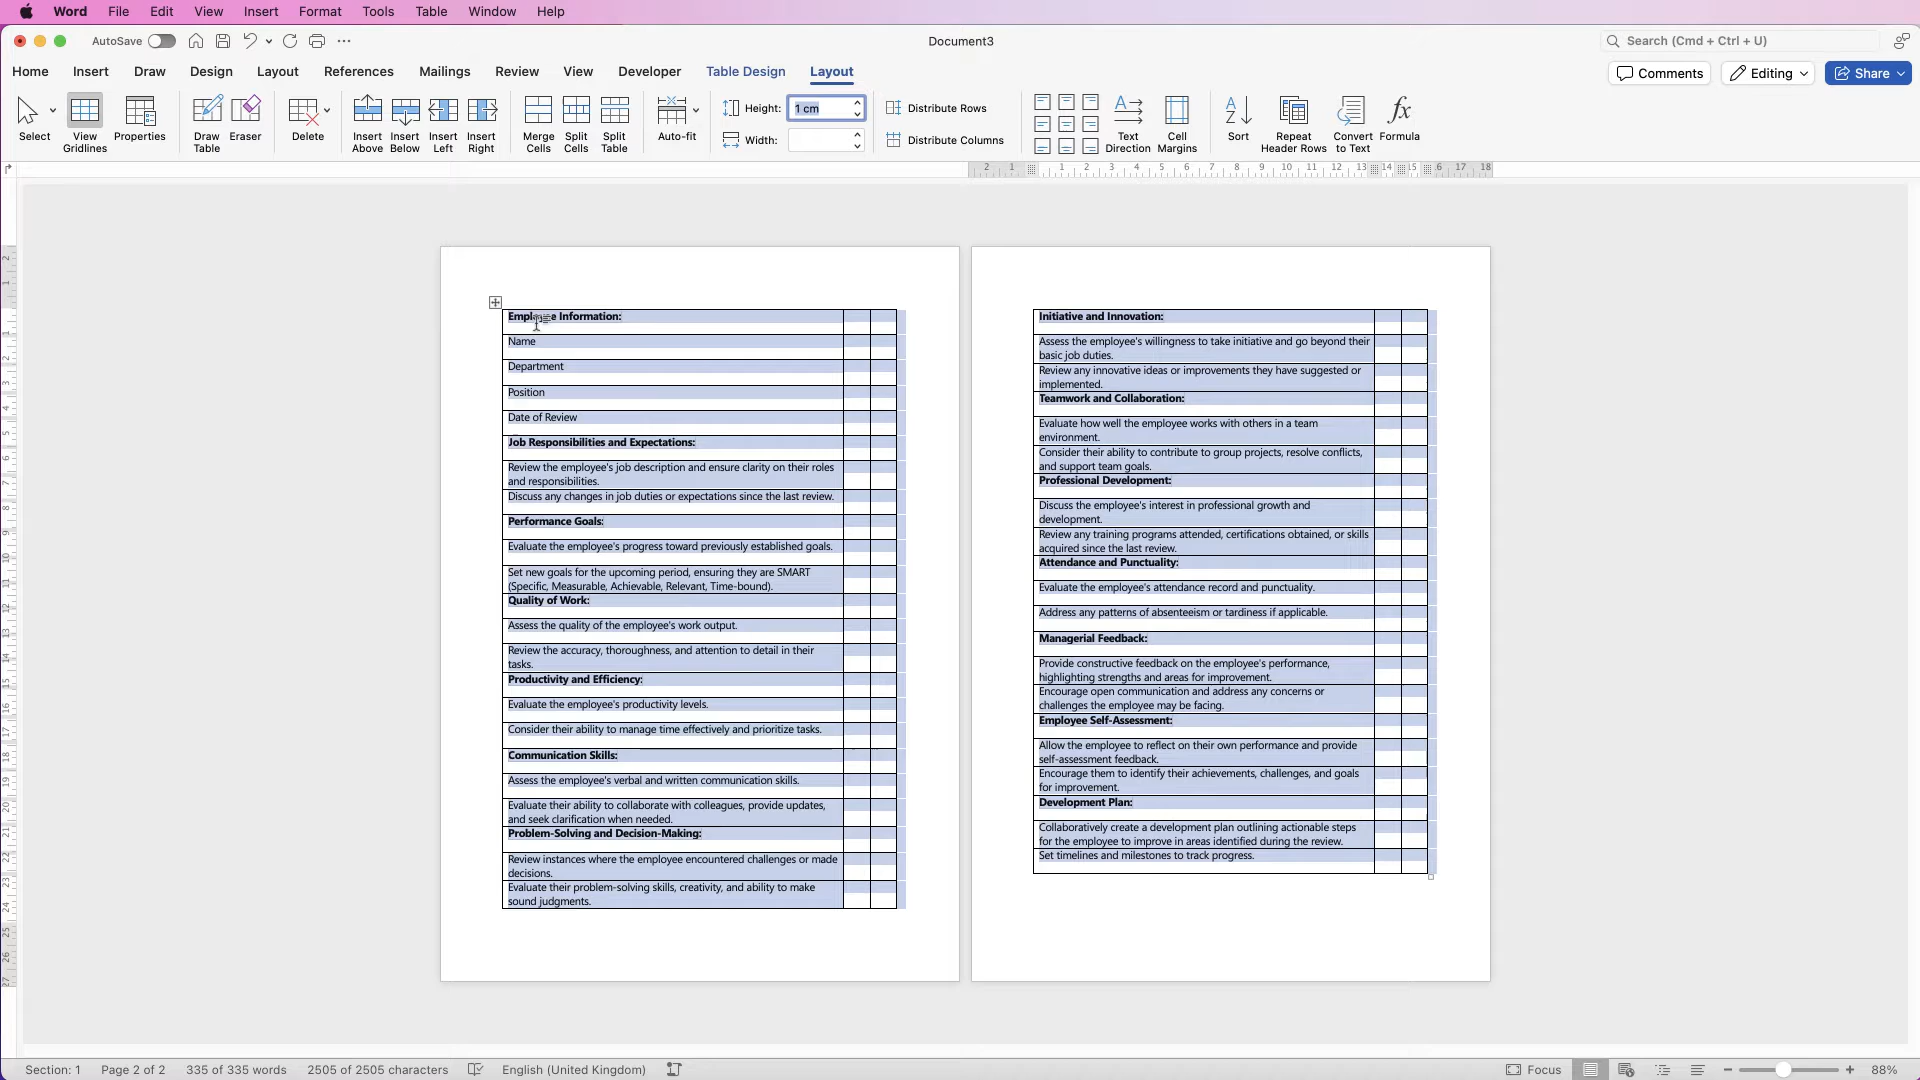 Word File Edit View Insert Format Tools Table Window Help
AutoSave Document3 Search (Cmd + Ctrl + U)
Home Insert Draw Design Layout References Mailings Review View Developer Table Design Layout Comments Editing Share
Select
View
Gridlines
Properties
Draw
Table
Eraser
Delete
Insert
Above
Insert
Below
Insert
Left
Insert
Right
Merge
Cells
Split
Cells
Split
Table
Auto-fit
Height: 1 cm
Width:
Distribute Rows
Distribute Columns
Text
Direction
Cell
Margins
A
Z
Sort
Repeat
Header Rows
Convert
to Text
fx
Formula
2 1 1 2 3 4 5 6 7 8 9 10 11 12 13 14 15 6 17 18
Employee Information:
Name
Department
Position
Date of Review
Job Responsibilities and Expectations:
Review the employee's job description and ensure clarity on their roles
and responsibilities.
Discuss any changes in job duties or expectations since the last review.
Performance Goals:
Evaluate the employee's progress toward previously established goals.
Set new goals for the upcoming period, ensuring they are SMART
(Specific, Measurable, Achievable, Relevant, Time-bound).
Quality of Work:
Assess the quality of the employee's work output.
Review the accuracy, thoroughness, and attention to detail in their
tasks.
Productivity and Efficiency:
Evaluate the employee's productivity levels.
Consider their ability to manage time effectively and prioritize tasks.
Communication Skills:
Assess the employee's verbal and written communication skills.
Evaluate their ability to collaborate with colleagues, provide updates,
and seek clarification when needed.
Problem-Solving and Decision-Making:
Review instances where the employee encountered challenges or made
decisions.
Evaluate their problem-solving skills, creativity, and ability to make
sound judgments.
Initiative and Innovation:
Assess the employee's willingness to take initiative and go beyond their
basic job duties.
Review any innovative ideas or improvements they have suggested or
implemented.
Teamwork and Collaboration:
Evaluate how well the employee works with others in a team
environment.
Consider their ability to contribute to group projects, resolve conflicts,
and support team goals.
Professional Development:
Discuss the employee's interest in professional growth and
development.
Review any training programs attended, certifications obtained, or skills
acquired since the last review.
Attendance and Punctuality:
Evaluate the employee's attendance record and punctuality.
Address any patterns of absenteeism or tardiness if applicable.
Managerial Feedback:
Provide constructive feedback on the employee's performance,
highlighting strengths and areas for improvement.
Encourage open communication and address any concerns or
challenges the employee may be facing.
Employee Self-Assessment:
Allow the employee to reflect on their own performance and provide
self-assessment feedback.
Encourage them to identify their achievements, challenges, and goals
for improvement.
Development Plan:
Collaboratively create a development plan outlining actionable steps
for the employee to improve in areas identified during the review.
Set timelines and milestones to track progress.
Section: 1 Page 2 of 2 335 of 335 words 2505 of 2505 characters English (United Kingdom) Focus 88%